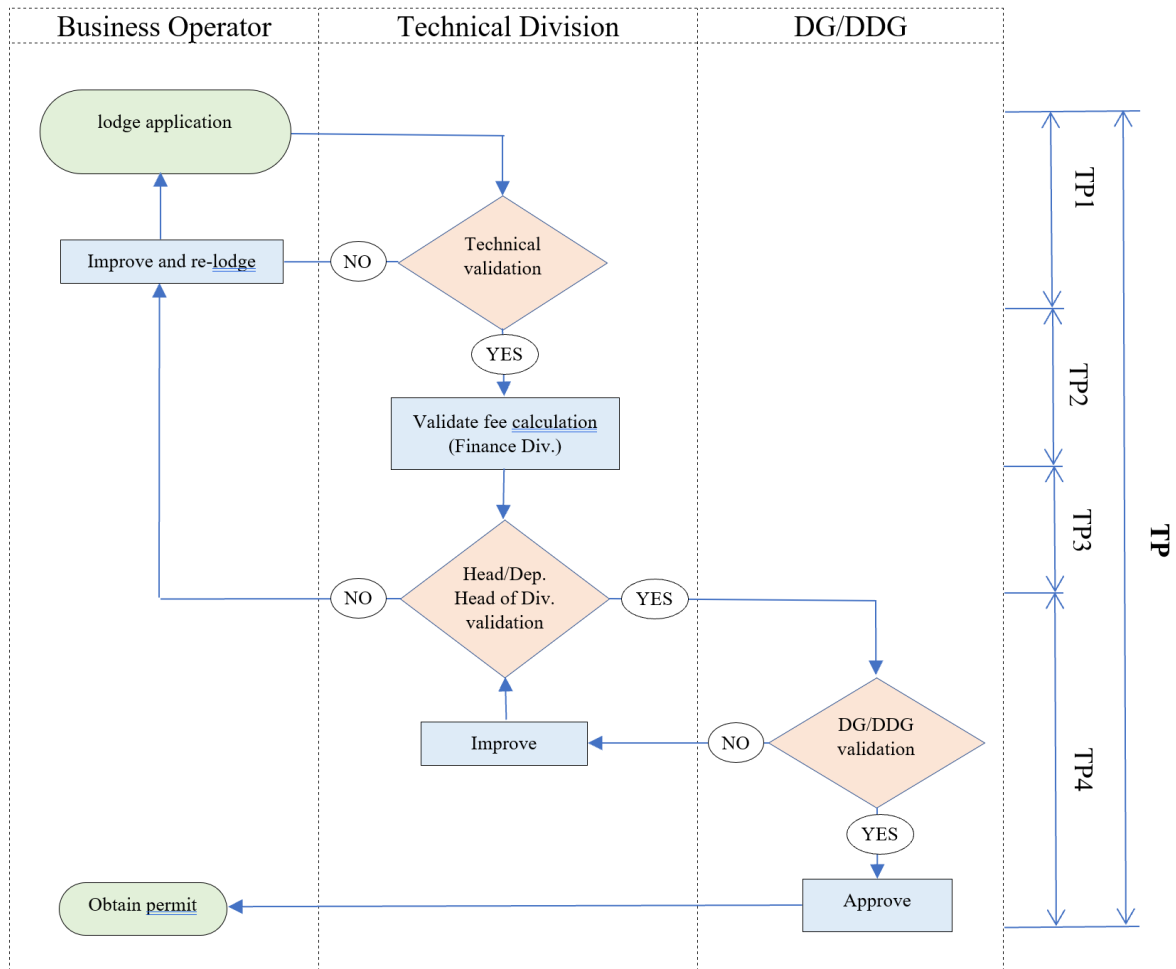 Business Operator
Technical Division
DG/DDG
lodge application
TP1
Technical
validation
NO
Improve and re-lodge
YES
TP2
Validate fee calculation
(Finance Div.)
TP3
TP
Head/Dep.
Head of Div.
validation
NO
YES
DG/DDG
validation
NO
Improve
TP4
YES
Approve
Obtain permit